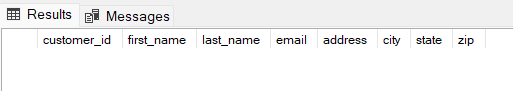 Results Messages
customer_id first_name last_name email address city state zip